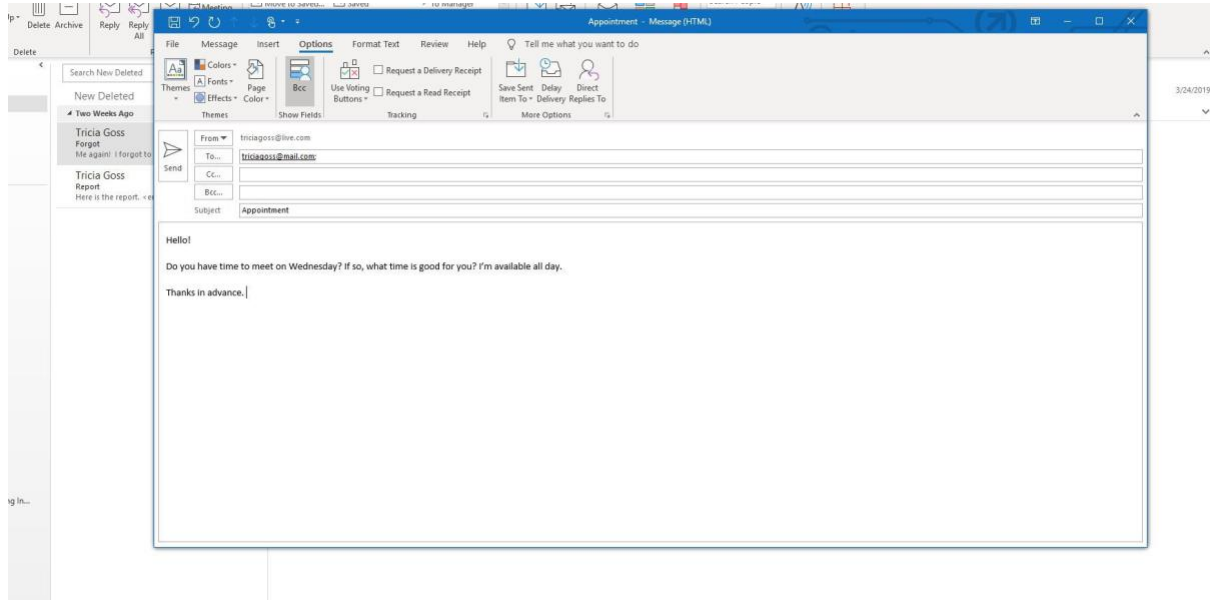 Meeting
To Manager
Delete Archive Reply Reply All
Delete
Appointment - Message (HTML)
File Message Insert Options Format Text Review Help Tell me what you want to do
Themes
Colors
Fonts
Effects
Page Color
Bcc
Use Voting Buttons
Request a Delivery Receipt
Request a Read Receipt
Save Sent Item To
Delay Delivery
Direct Replies To
Themes Show Fields Tracking More Options
Search New Deleted
New Deleted
Two Weeks Ago
Tricia Goss
Forgot
Me again! I forgot to
Tricia Goss
Report
Here is the report.
3/24/2019
Send
From triciagoss@live.com
To... triciagoss@mail.com;
Cc...
Bcc...
Subject Appointment
Hello!
Do you have time to meet on Wednesday? If so, what time is good for you? I'm available all day.
Thanks in advance.